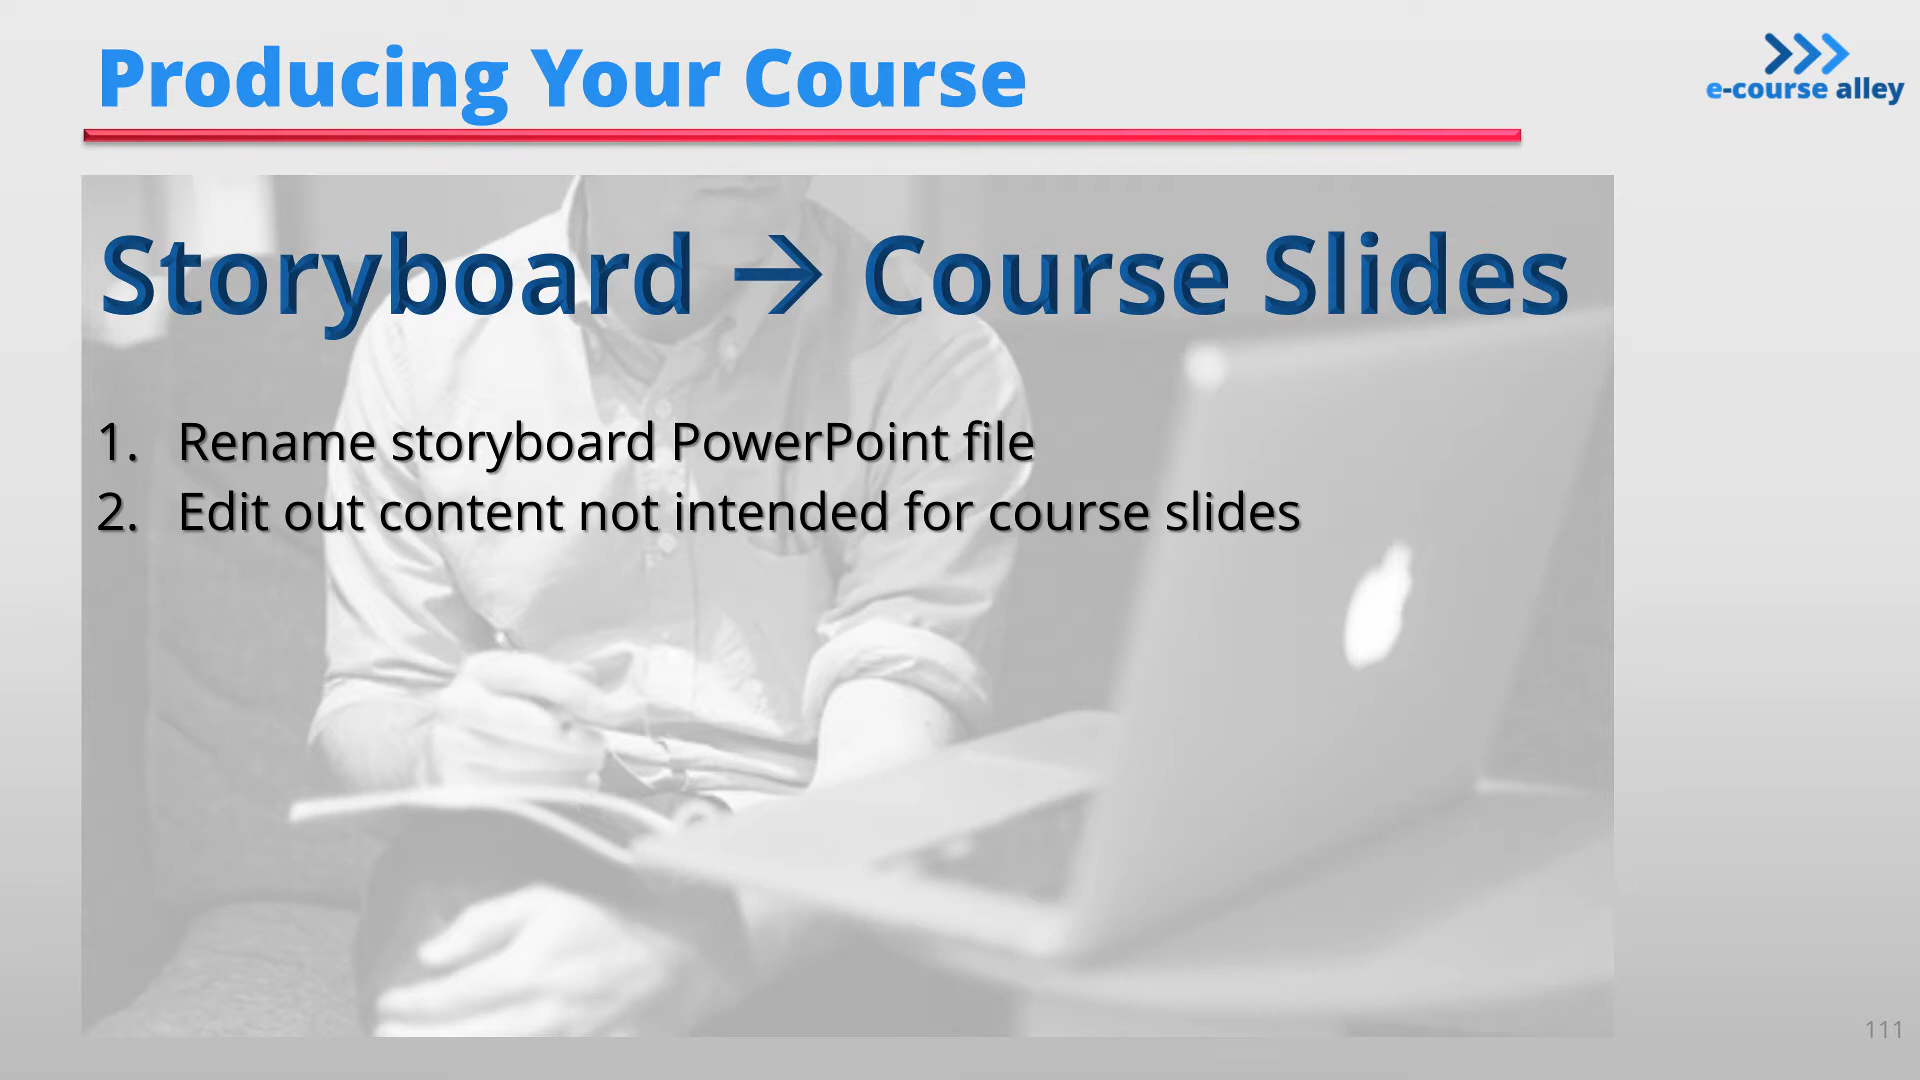 Producing Your Course
e-course alley
Storyboard → Course Slides
1. Rename storyboard PowerPoint file
2. Edit out content not intended for course slides
111